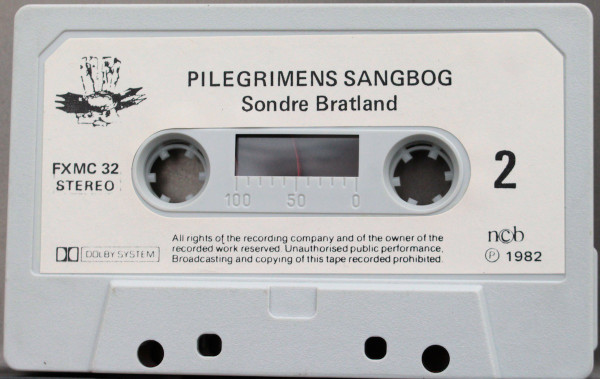 PILEGRIMENS SANGBOG
Sondre Bratland
FXMC 32
STEREO
2
100 50 0
DOLBY SYSTEM
All rights of the recording company and of the owner of the
recorded work reserved. Unauthorised public performance,
Broadcasting and copying of this tape recorded prohibited.
ncb
Ⓟ 1982